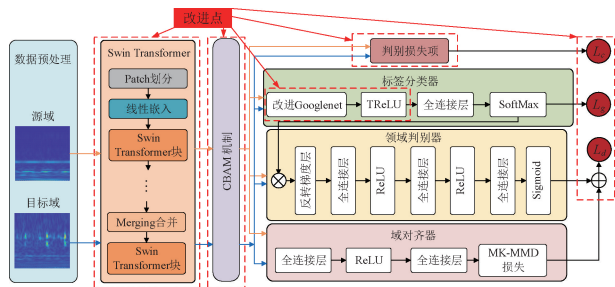 改进点
数据预处理
源域
目标域
Swin Transformer
Patch划分
线性嵌入
Swin
Transformer块
Merging合并
Swin
Transformer块
CBAM 机制
判别损失项
标签分类器
改进Googlenet
TReLU
全连接层
SoftMax
领域判别器
反转梯度层
全连接层
ReLU
全连接层
ReLU
全连接层
Sigmoid
域对齐器
全连接层
ReLU
全连接层
MK-MMD
损失
L
L
L